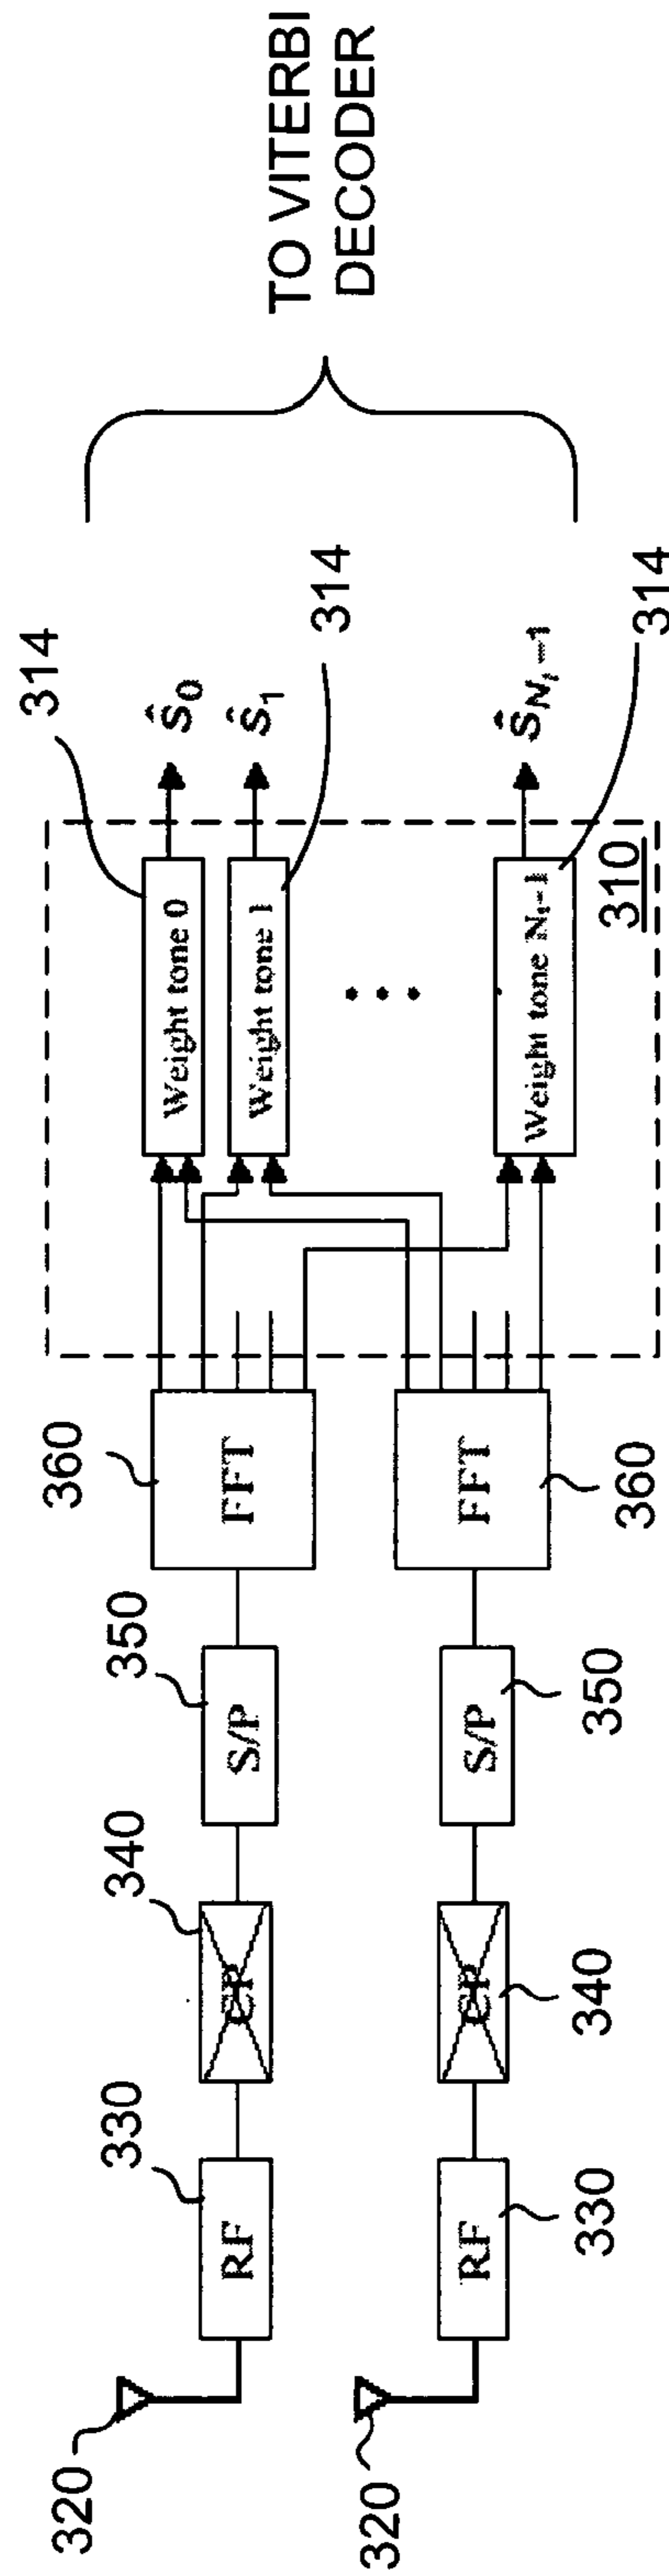 320
330
RF
340
CP
350
S/P
360
FFT
314
Weight tone 0
ŝ0
Weight tone 1
ŝ1
314
• • •
Weight tone Nt-1
ŝNt-1
310
314
TO VITERBI
DECODER
320
RF
330
CP
340
S/P
350
FFT
360